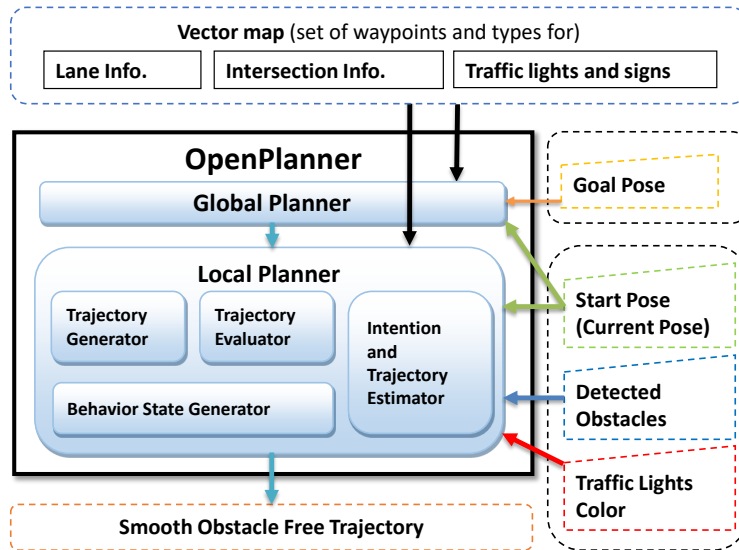 Vector map (set of waypoints and types for)
Lane Info.
Intersection Info.
Traffic lights and signs
OpenPlanner
Global Planner
Goal Pose
Local Planner
Trajectory
Generator
Trajectory
Evaluator
Intention
and
Trajectory
Estimator
Behavior State Generator
Start Pose
(Current Pose)
Detected
Obstacles
Traffic Lights
Color
Smooth Obstacle Free Trajectory